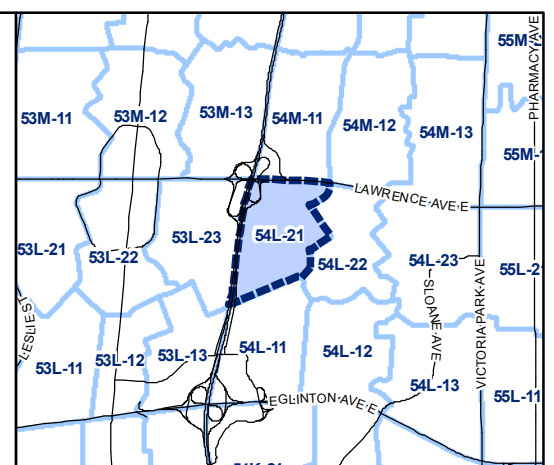 55M
PHARMACY AVE
53M-11
53M-12
53M-13
54M-11
54M-12
54M-13
55M-1
LAWRENCE AVE E
53L-21
53L-22
53L-23
54L-21
54L-22
54L-23
55L-2
LESLIE ST
SLOANE AVE
VICTORIA PARK AVE
53L-11
53L-12
53L-13
54L-11
54L-12
54L-13
55L-11
EGLINTON AVE E